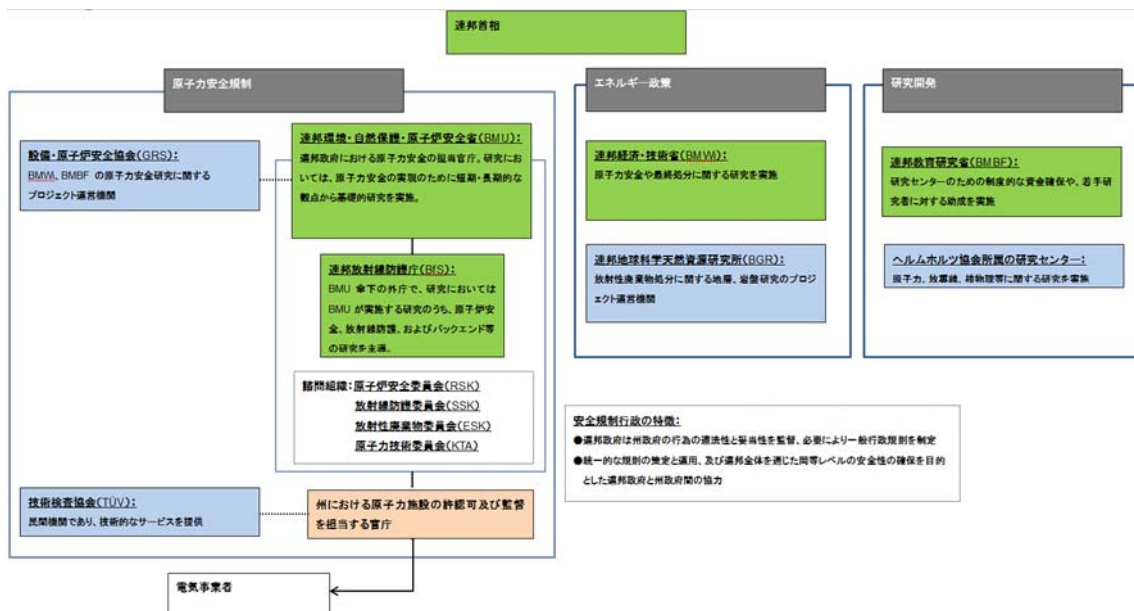 連邦首相
原子力安全規制
エネルギー政策
研究開発
設備・原子炉安全協会(GRS):
BMWi、BMBF の原子力安全研究に関する
プロジェクト運営機関
連邦環境・自然保護・原子炉安全省(BMU):
連邦政府における原子力安全の担当官庁。研究にお
いては、原子力安全の実現のために短期・長期的な
観点から基礎的研究を実施。
連邦放射線防護庁(BfS):
BMU 傘下の外庁で、研究においては
BMU が実施する研究のうち、原子炉安
全、放射線防護、およびバックエンド等
の研究を主導。
諮問組織:原子炉安全委員会(RSK)
放射線防護委員会(SSK)
放射性廃棄物委員会(ESK)
原子力技術委員会(KTA)
技術検査協会(TÜV):
民間機関であり、技術的なサービスを提供
州における原子力施設の許認可及び監督
を担当する官庁
電気事業者
連邦経済・技術省(BMWi):
原子力安全や最終処分に関する研究を実施
連邦地球科学天然資源研究所(BGR):
放射性廃棄物処分に関する地層、岩盤研究のプロジ
ェクト運営機関
連邦教育研究省(BMBF):
研究センターのための制度的な資金確保や、若手研
究者に対する助成を実施
ヘルムホルツ協会所属の研究センター:
原子力、放射線、核物理等に関する研究を実施
安全規制行政の特徴:
●連邦政府は州政府の行為の適法性と妥当性を監督、必要により一般行政規則を制定
●統一的な規則の策定と運用、及び連邦全体を通じた同等レベルの安全性の確保を目的
とした連邦政府と州政府間の協力